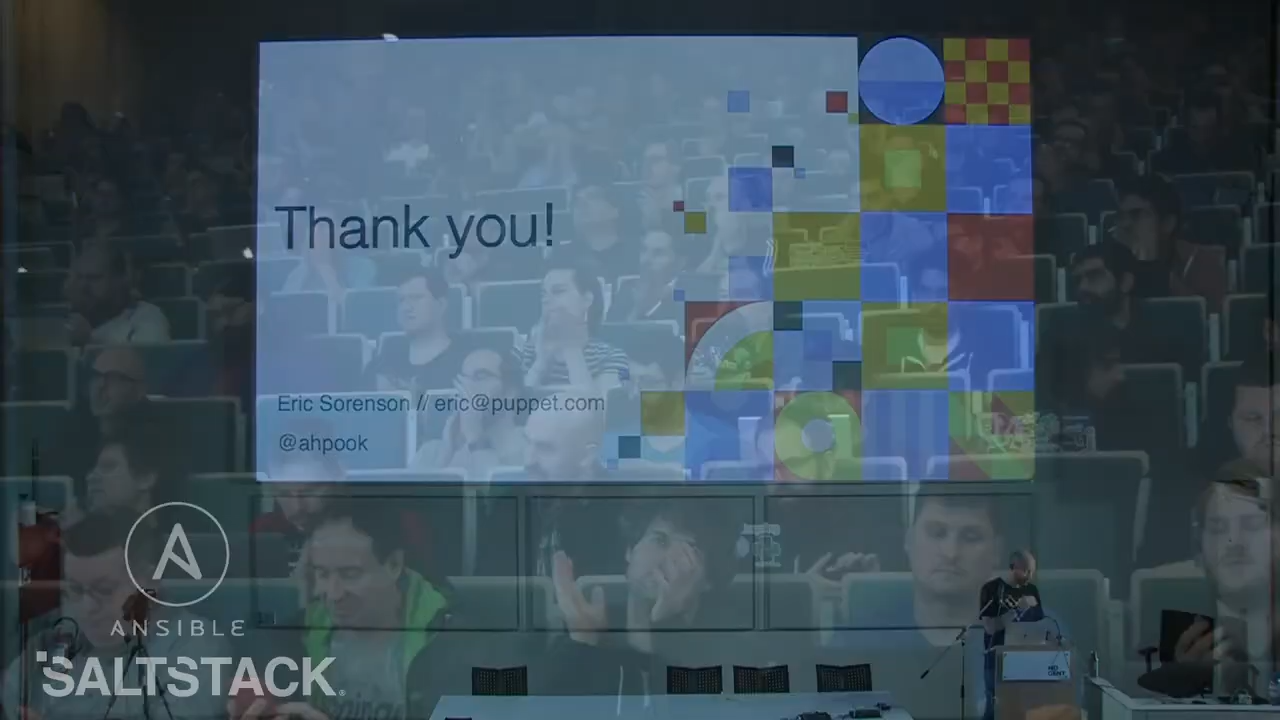 Thank you!
Eric Sorenson // eric@puppet.com
@ahpook
ANSIBLE
SALTSTACK